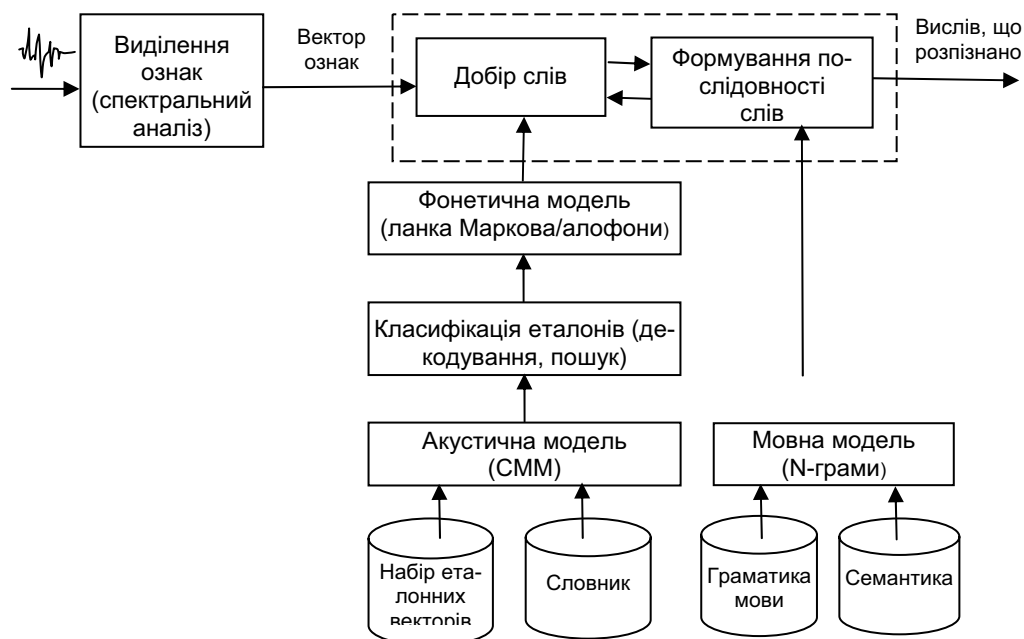 Виділення
ознак
(спектральний
аналіз)
Вектор
ознак
Добір слів
Формування по-
слідовності
слів
Вислів, що
розпізнано
Фонетична модель
(ланка Маркова/алофони)
Класифікація еталонів (де-
кодування, пошук)
Акустична модель
(СММ)
Мовна модель
(N-грами)
Набір ета-
лонних
векторів
Словник
Граматика
мови
Семантика